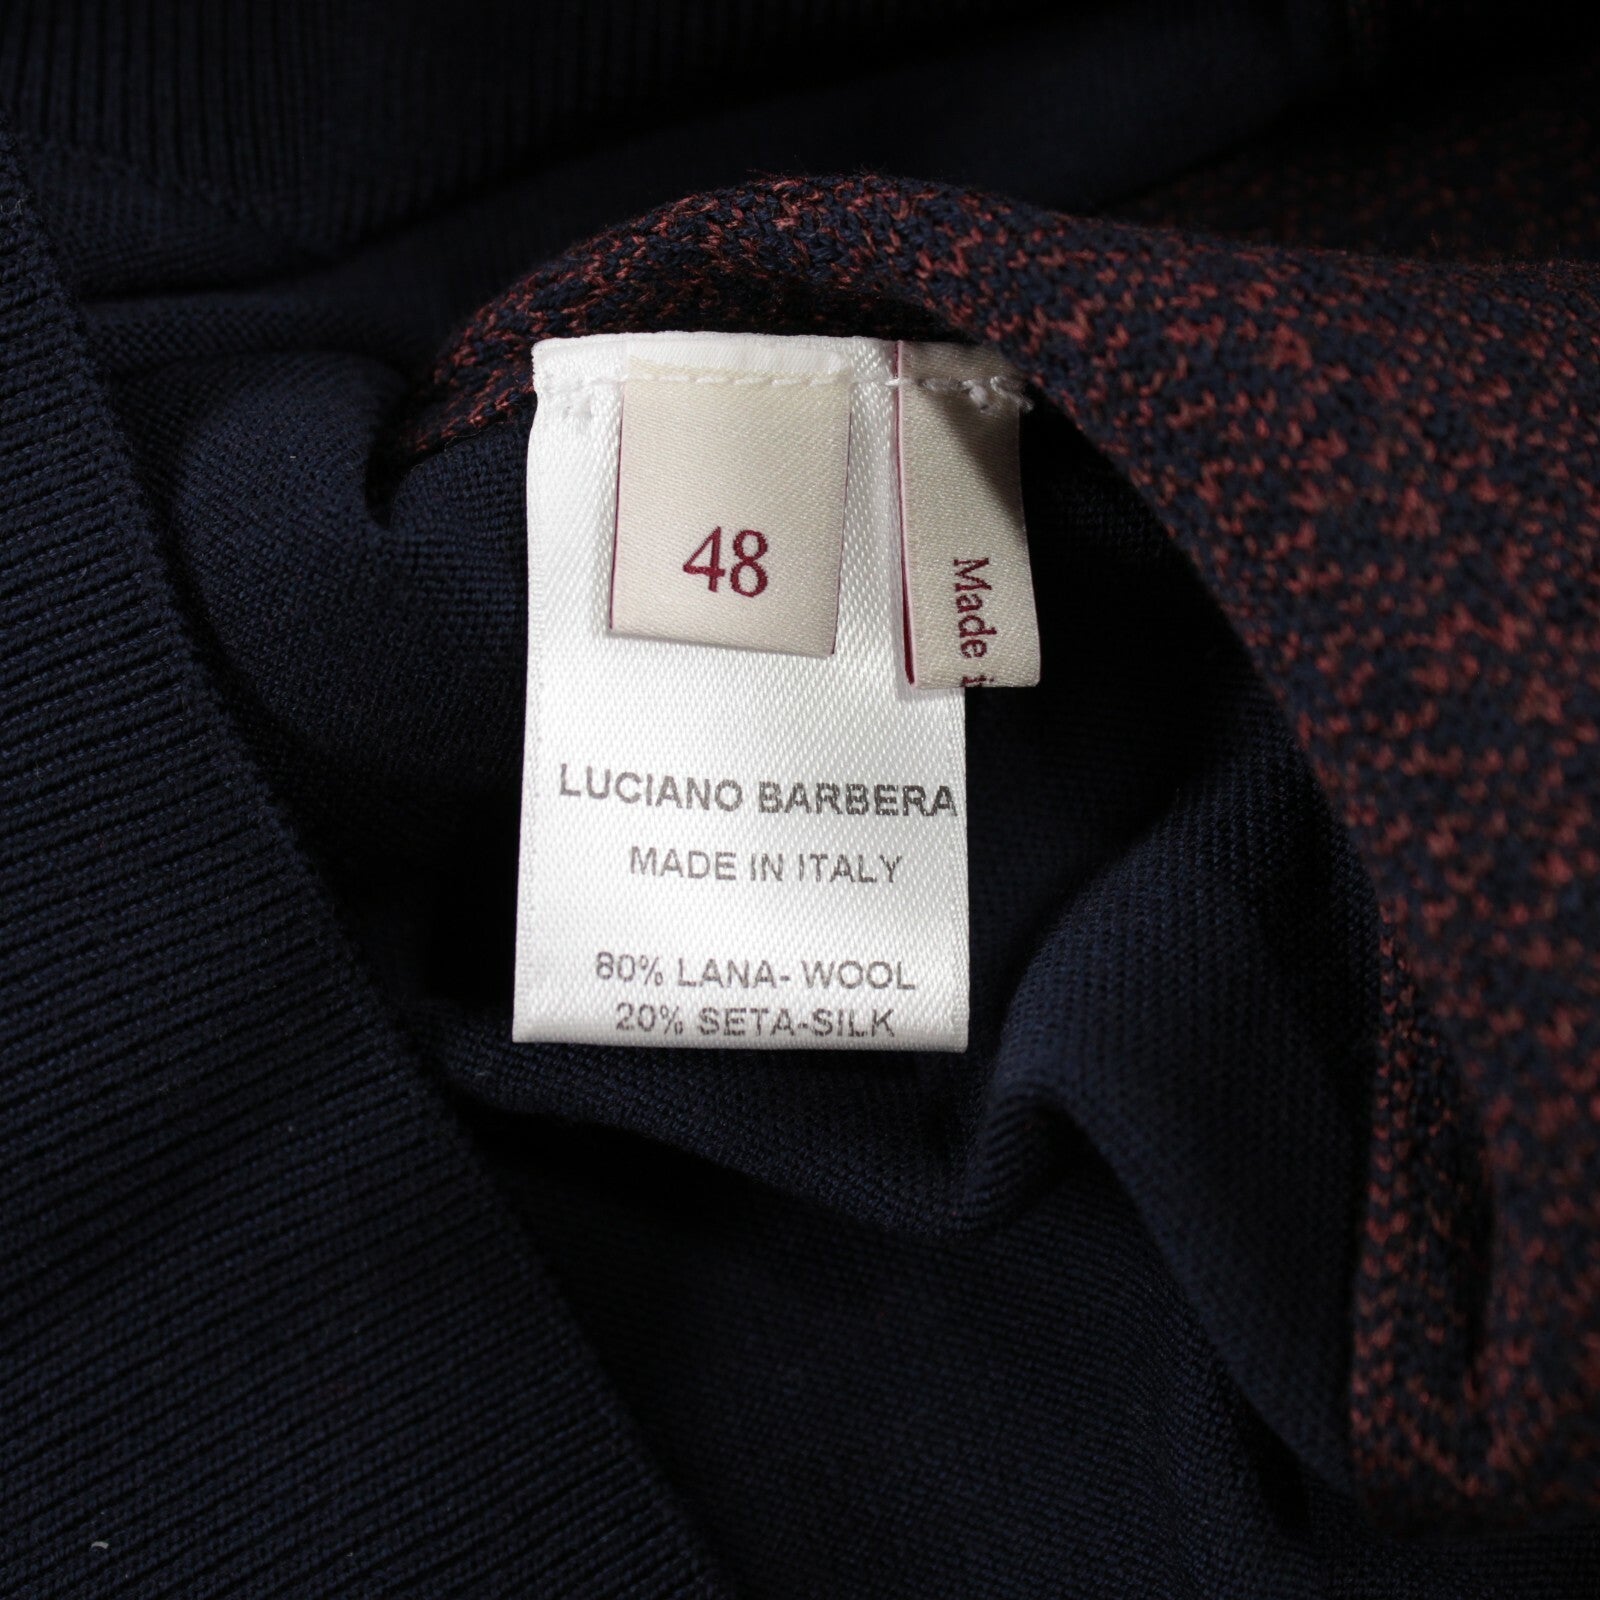 48
Made i
LUCIANO BARBERA
MADE IN ITALY
80% LANA- WOOL
20% SETA-SILK